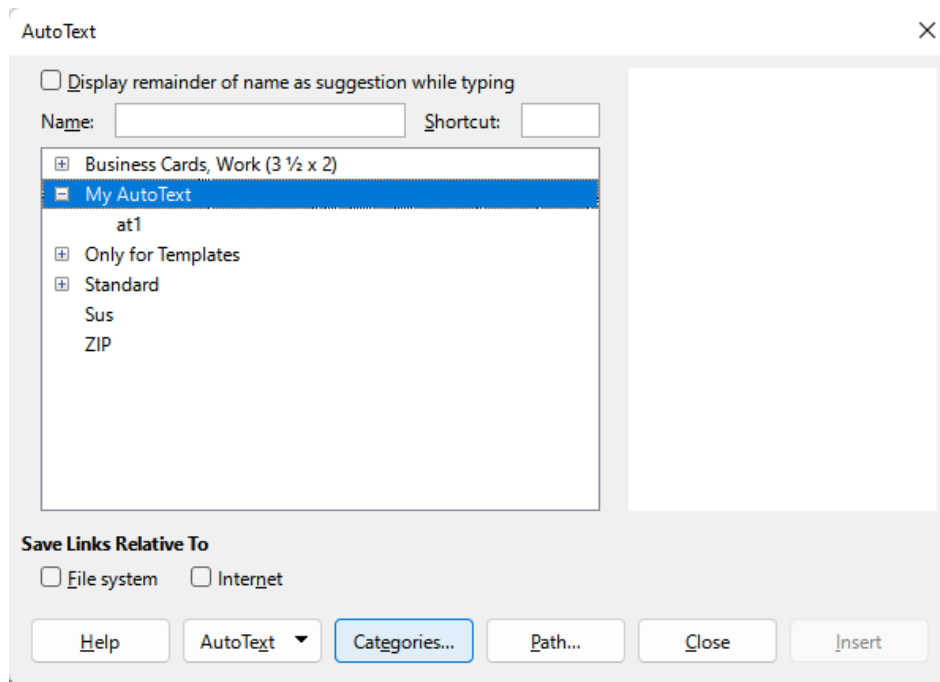 AutoText
Display remainder of name as suggestion while typing
Name: Shortcut:
Business Cards, Work (3 ½ x 2)
My AutoText
at1
Only for Templates
Standard
Sus
ZIP
Save Links Relative To
File system Internet
Help AutoText Categories... Path... Close Insert